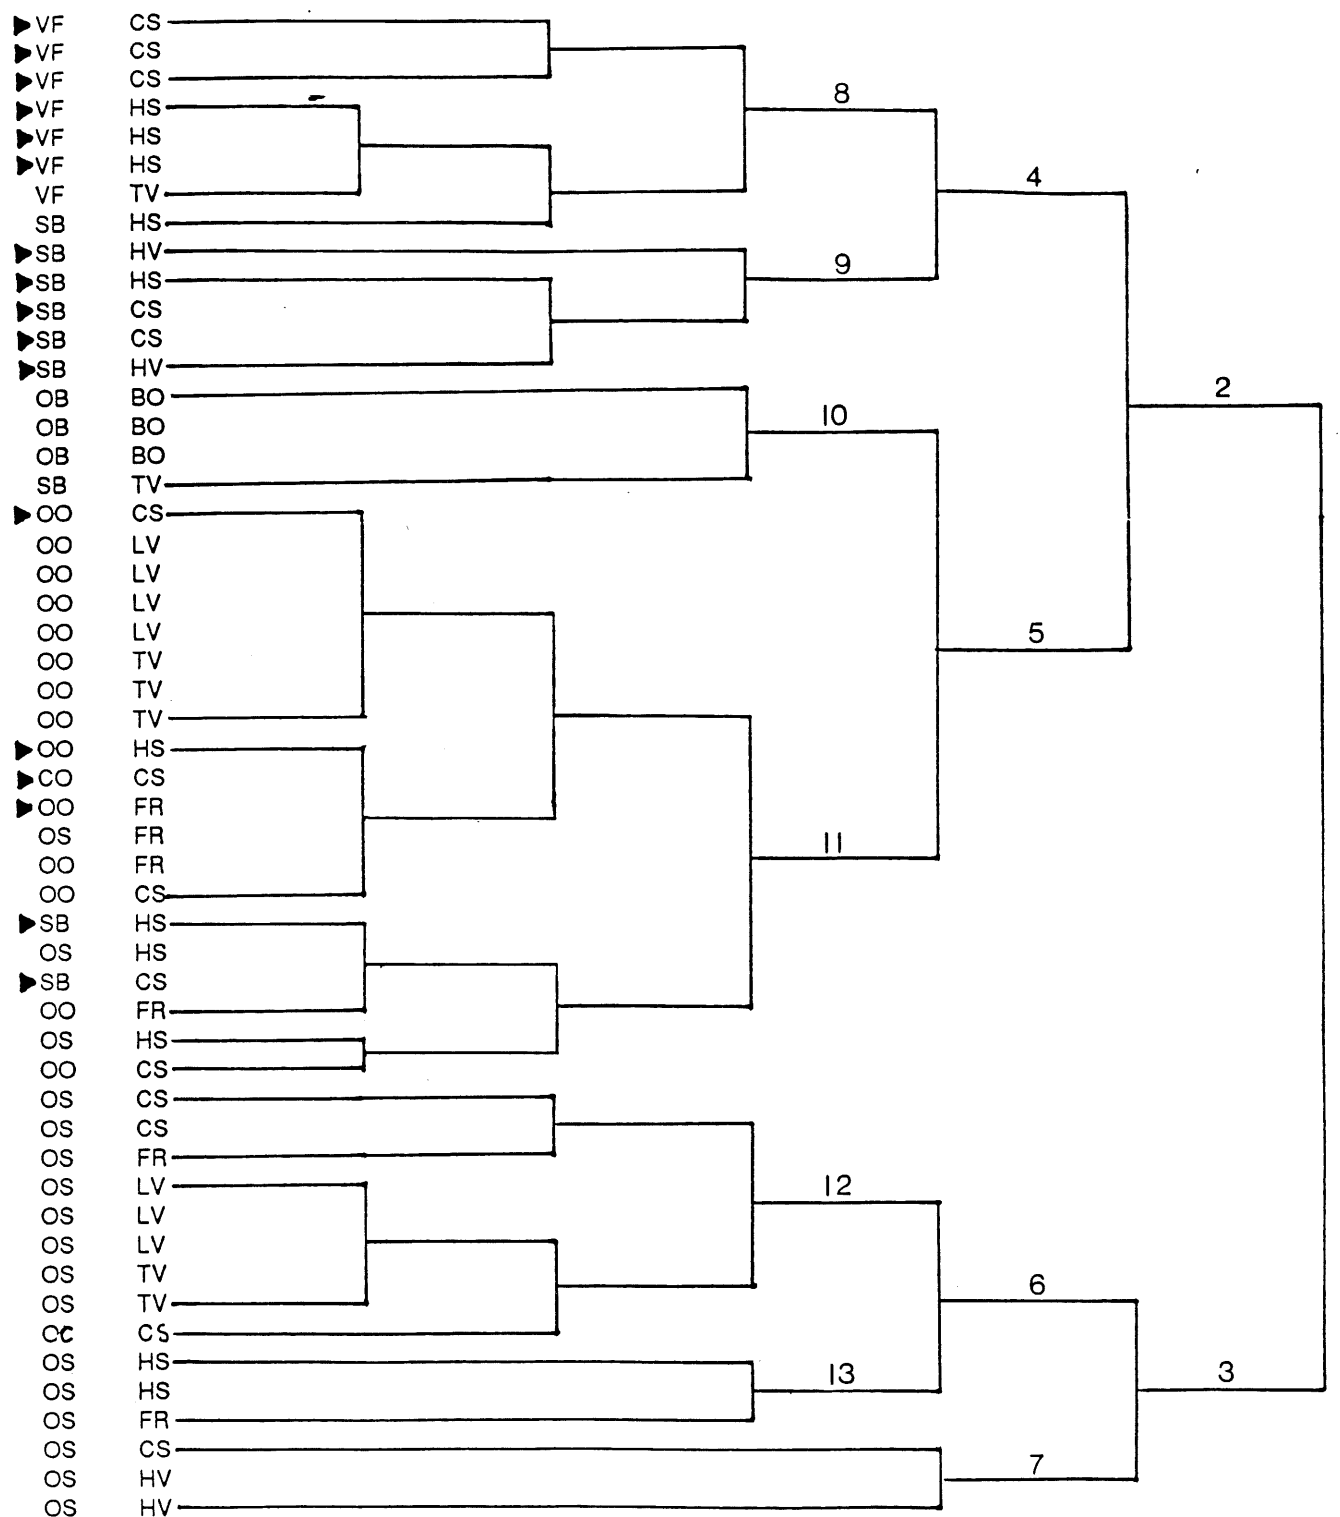 VF CS
VF CS
VF CS
VF HS
8
VF HS
VF HS
4
VF TV
SB HS
SB HV
9
SB HS
SB CS
SB CS
SB HV
2
OB BO
10
OB BO
OB BO
SB TV
OO CS
OO LV
OO LV
OO LV
OO LV
5
OO TV
OO TV
OO TV
OO HS
CO CS
OO FR
OS FR
11
OO FR
OO CS
SB HS
OS HS
SB CS
OO FR
OS HS
OO CS
OS CS
OS CS
OS FR
OS LV
12
OS LV
OS LV
OS TV
6
OS TV
CS
OS HS
13
3
OS HS
OS FR
OS CS
7
OS HV
OS HV